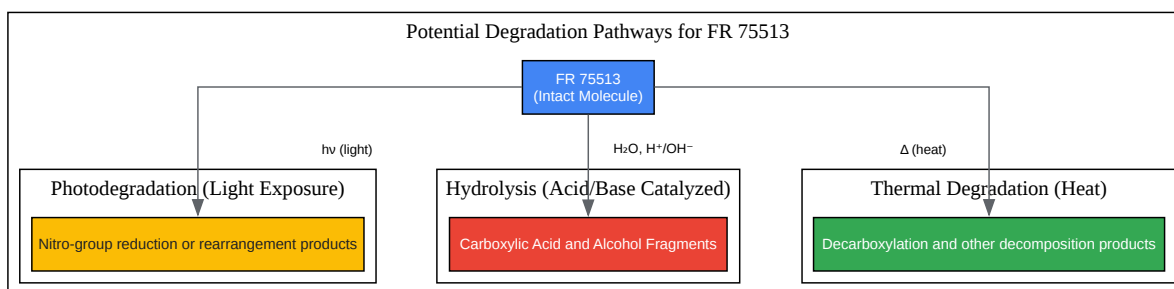 Potential Degradation Pathways for FR 75513
FR 75513
(Intact Molecule)
hν (light)
H₂O, H⁺/OH⁻
Δ (heat)
Photodegradation (Light Exposure)
Hydrolysis (Acid/Base Catalyzed)
Thermal Degradation (Heat)
Nitro-group reduction or rearrangement products
Carboxylic Acid and Alcohol Fragments
Decarboxylation and other decomposition products